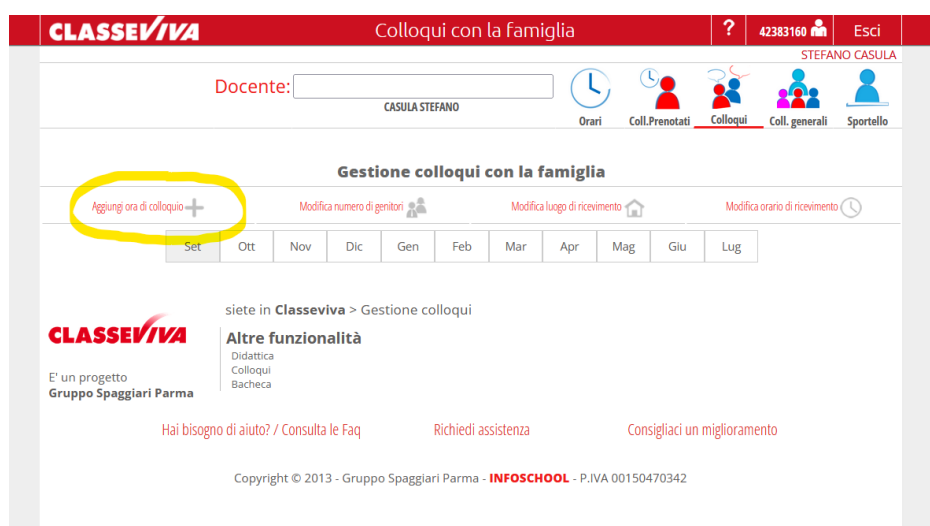 CLASSEVIVA Colloqui con la famiglia ? 42383160 Esci
STEFANO CASULA
Docente:
CASULA STEFANO
Orari Coll.Prenotati Colloqui Coll. generali Sportello
Gestione colloqui con la famiglia
Aggiungi ora di colloquio Modifica numero di genitori Modifica luogo di ricevimento Modifica orario di ricevimento
Set Ott Nov Dic Gen Feb Mar Apr Mag Giu Lug
siete in Classeviva > Gestione colloqui
CLASSEVIVA
Altre funzionalità
Didattica
Colloqui
Bacheca
E' un progetto
Gruppo Spaggiari Parma
Hai bisogno di aiuto? / Consulta le Faq Richiedi assistenza Consigliaci un miglioramento
Copyright © 2013 - Gruppo Spaggiari Parma - INFOSCHOOL - P.IVA 00150470342